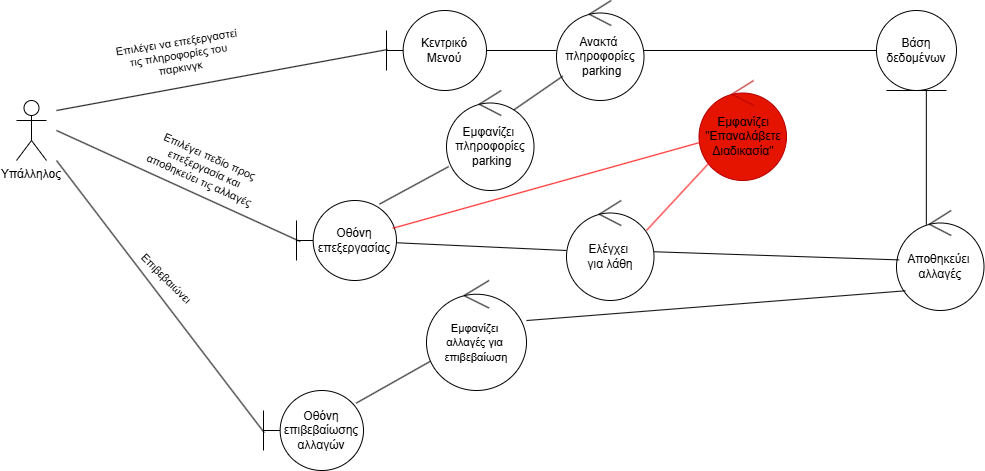 Επιλέγει να επεξεργαστεί
τις πληροφορίες του
παρκινγκ
Κεντρικό
Μενού
Ανακτά
πληροφορίες
parking
Βάση
δεδομένων
Υπάλληλος
Επιλέγει πεδίο προς
επεξεργασία και
αποθηκεύει τις αλλαγές
Εμφανίζει
πληροφορίες
parking
Εμφανίζει
"Επαναλάβετε
Διαδικασία"
Οθόνη
επεξεργασίας
Ελέγχει
για λάθη
Αποθηκεύει
αλλαγές
Επιβεβαιώνει
Εμφανίζει
αλλαγές για
επιβεβαίωση
Οθόνη
επιβεβαίωσης
αλλαγών